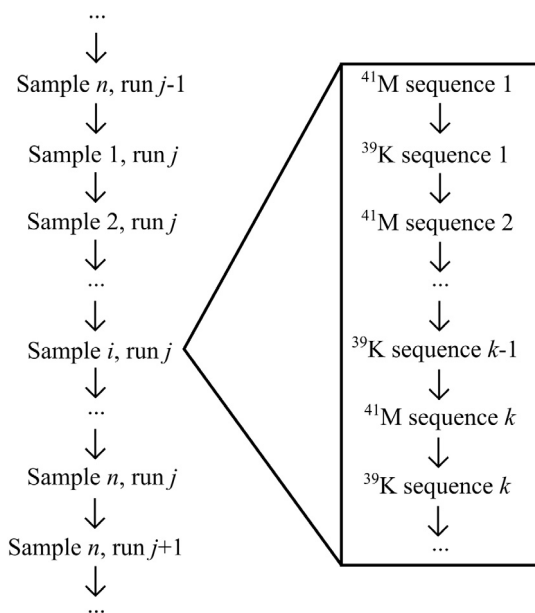 ...
Sample n, run j-1
Sample 1, run j
Sample 2, run j
...
Sample i, run j
...
Sample n, run j
Sample n, run j+1
...
⁴¹M sequence 1
³⁹K sequence 1
⁴¹M sequence 2
...
³⁹K sequence k-1
⁴¹M sequence k
³⁹K sequence k
...